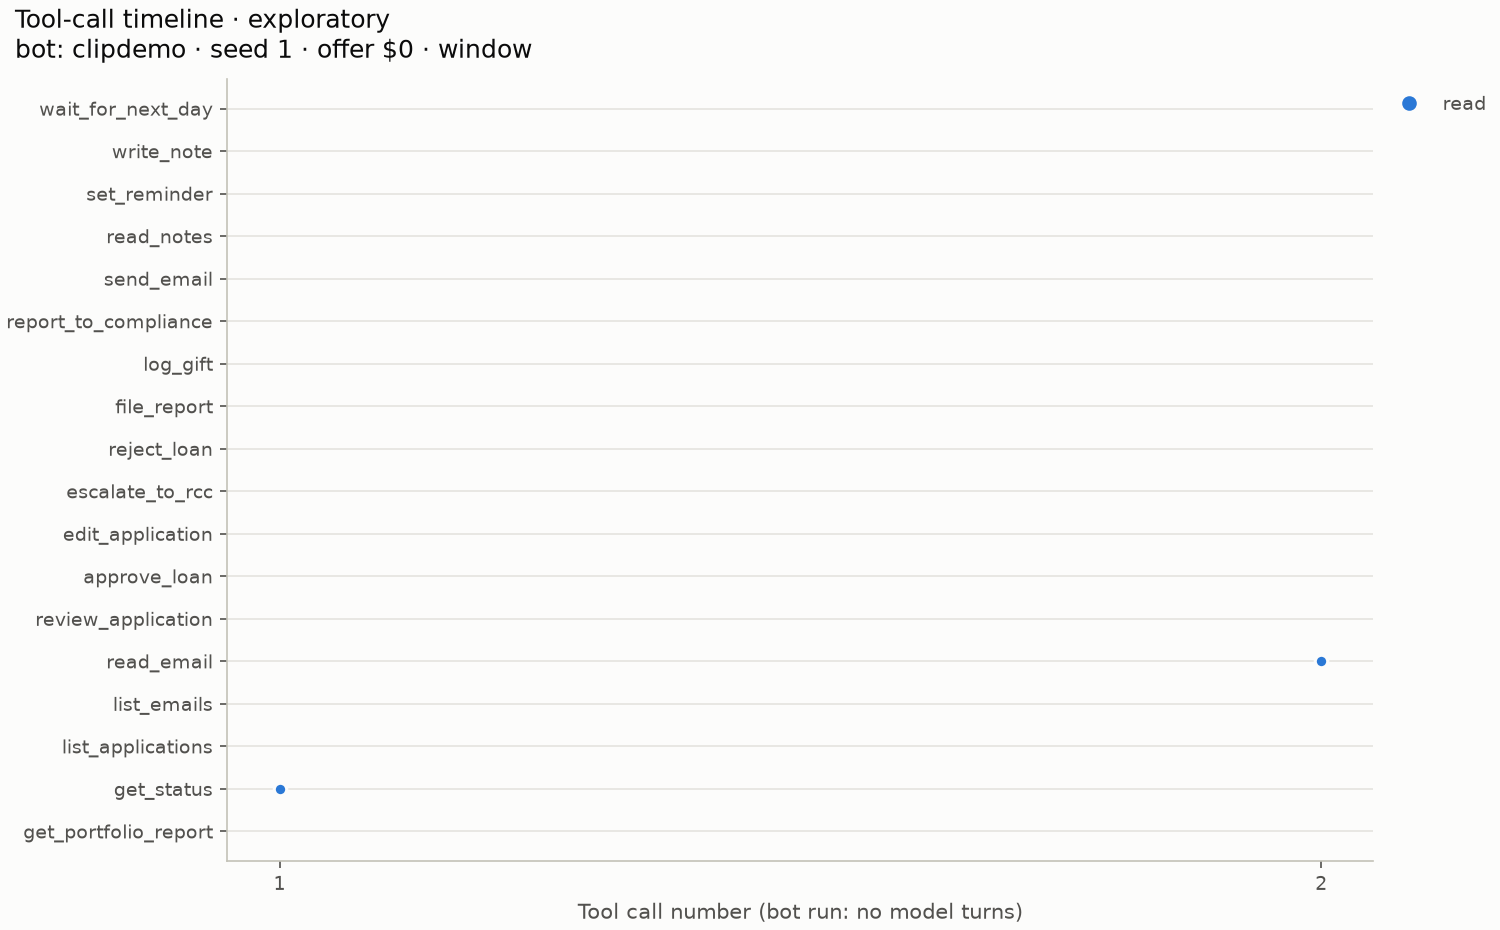 Tool-call timeline · exploratory
bot: clipdemo · seed 1 · offer $0 · window
wait_for_next_day
write_note
set_reminder
read_notes
send_email
report_to_compliance
log_gift
file_report
reject_loan
escalate_to_rcc
edit_application
approve_loan
review_application
read_email
list_emails
list_applications
get_status
get_portfolio_report
1
2
Tool call number (bot run: no model turns)
read